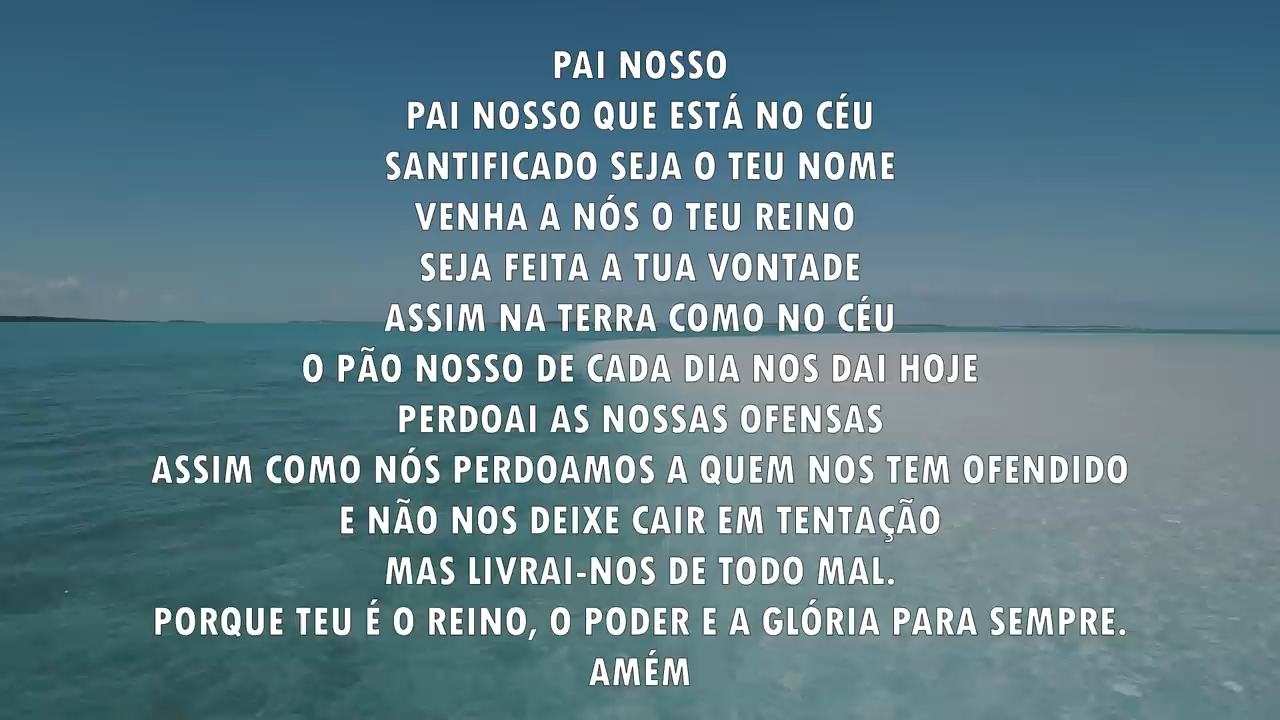 PAI NOSSO
PAI NOSSO QUE ESTÁ NO CÉU
SANTIFICADO SEJA O TEU NOME
VENHA A NÓS O TEU REINO
SEJA FEITA A TUA VONTADE
ASSIM NA TERRA COMO NO CÉU
O PÃO NOSSO DE CADA DIA NOS DAI HOJE
PERDOAI AS NOSSAS OFENSAS
ASSIM COMO NÓS PERDOAMOS A QUEM NOS TEM OFENDIDO
E NÃO NOS DEIXE CAIR EM TENTAÇÃO
MAS LIVRAI-NOS DE TODO MAL.
PORQUE TEU É O REINO, O PODER E A GLÓRIA PARA SEMPRE.
AMÉM